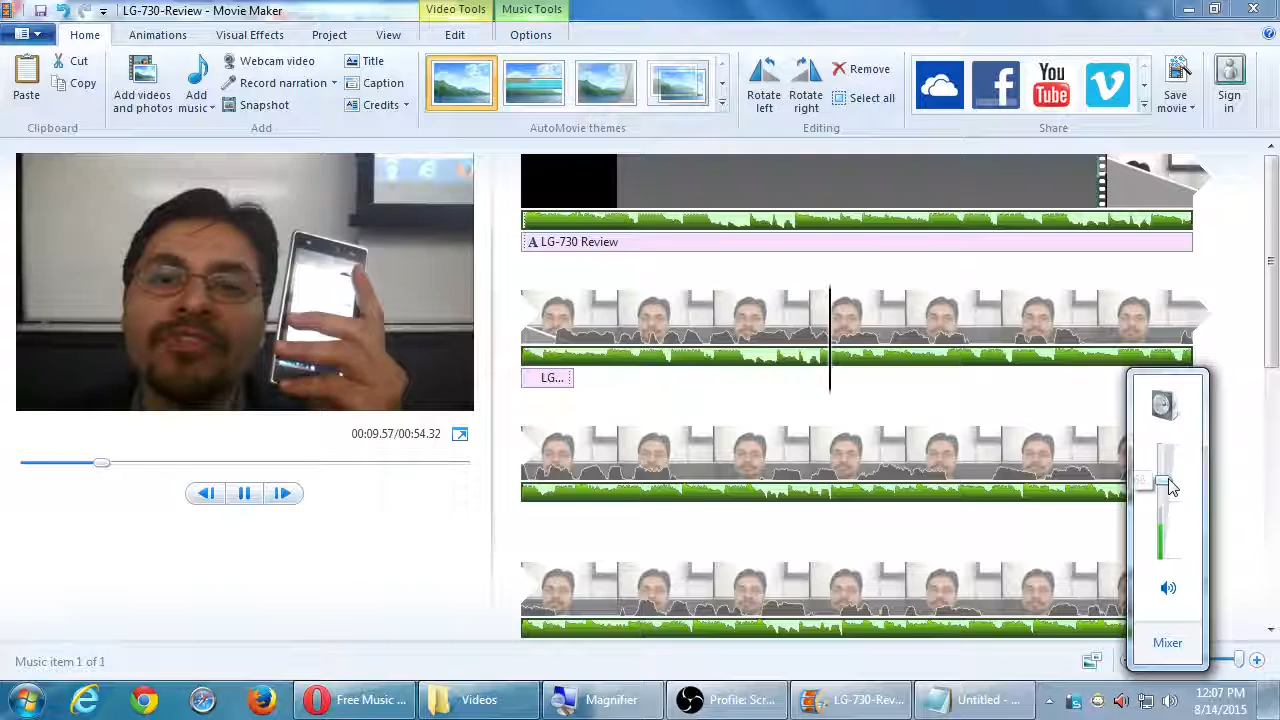 LG-730-Review - Movie Maker
Video Tools
Music Tools
Home
Animations
Visual Effects
Project
View
Edit
Options
Paste
Cut
Copy
Clipboard
Add videos
and photos
Add
music
Webcam video
Record narration
Snapshot
Title
Caption
Credits
Add
AutoMovie themes
Rotate
left
Rotate
right
Remove
Select all
Editing
You
Tube
Share
Save
movie
Sign
in
A LG-730 Review
LG...
00:09.57/00:54.32
Mixer
Music item 1 of 1
Free Music ...
Videos
Magnifier
Profile: Scr...
LG-730-Rev...
Untitled - ...
12:07 PM
8/14/2015